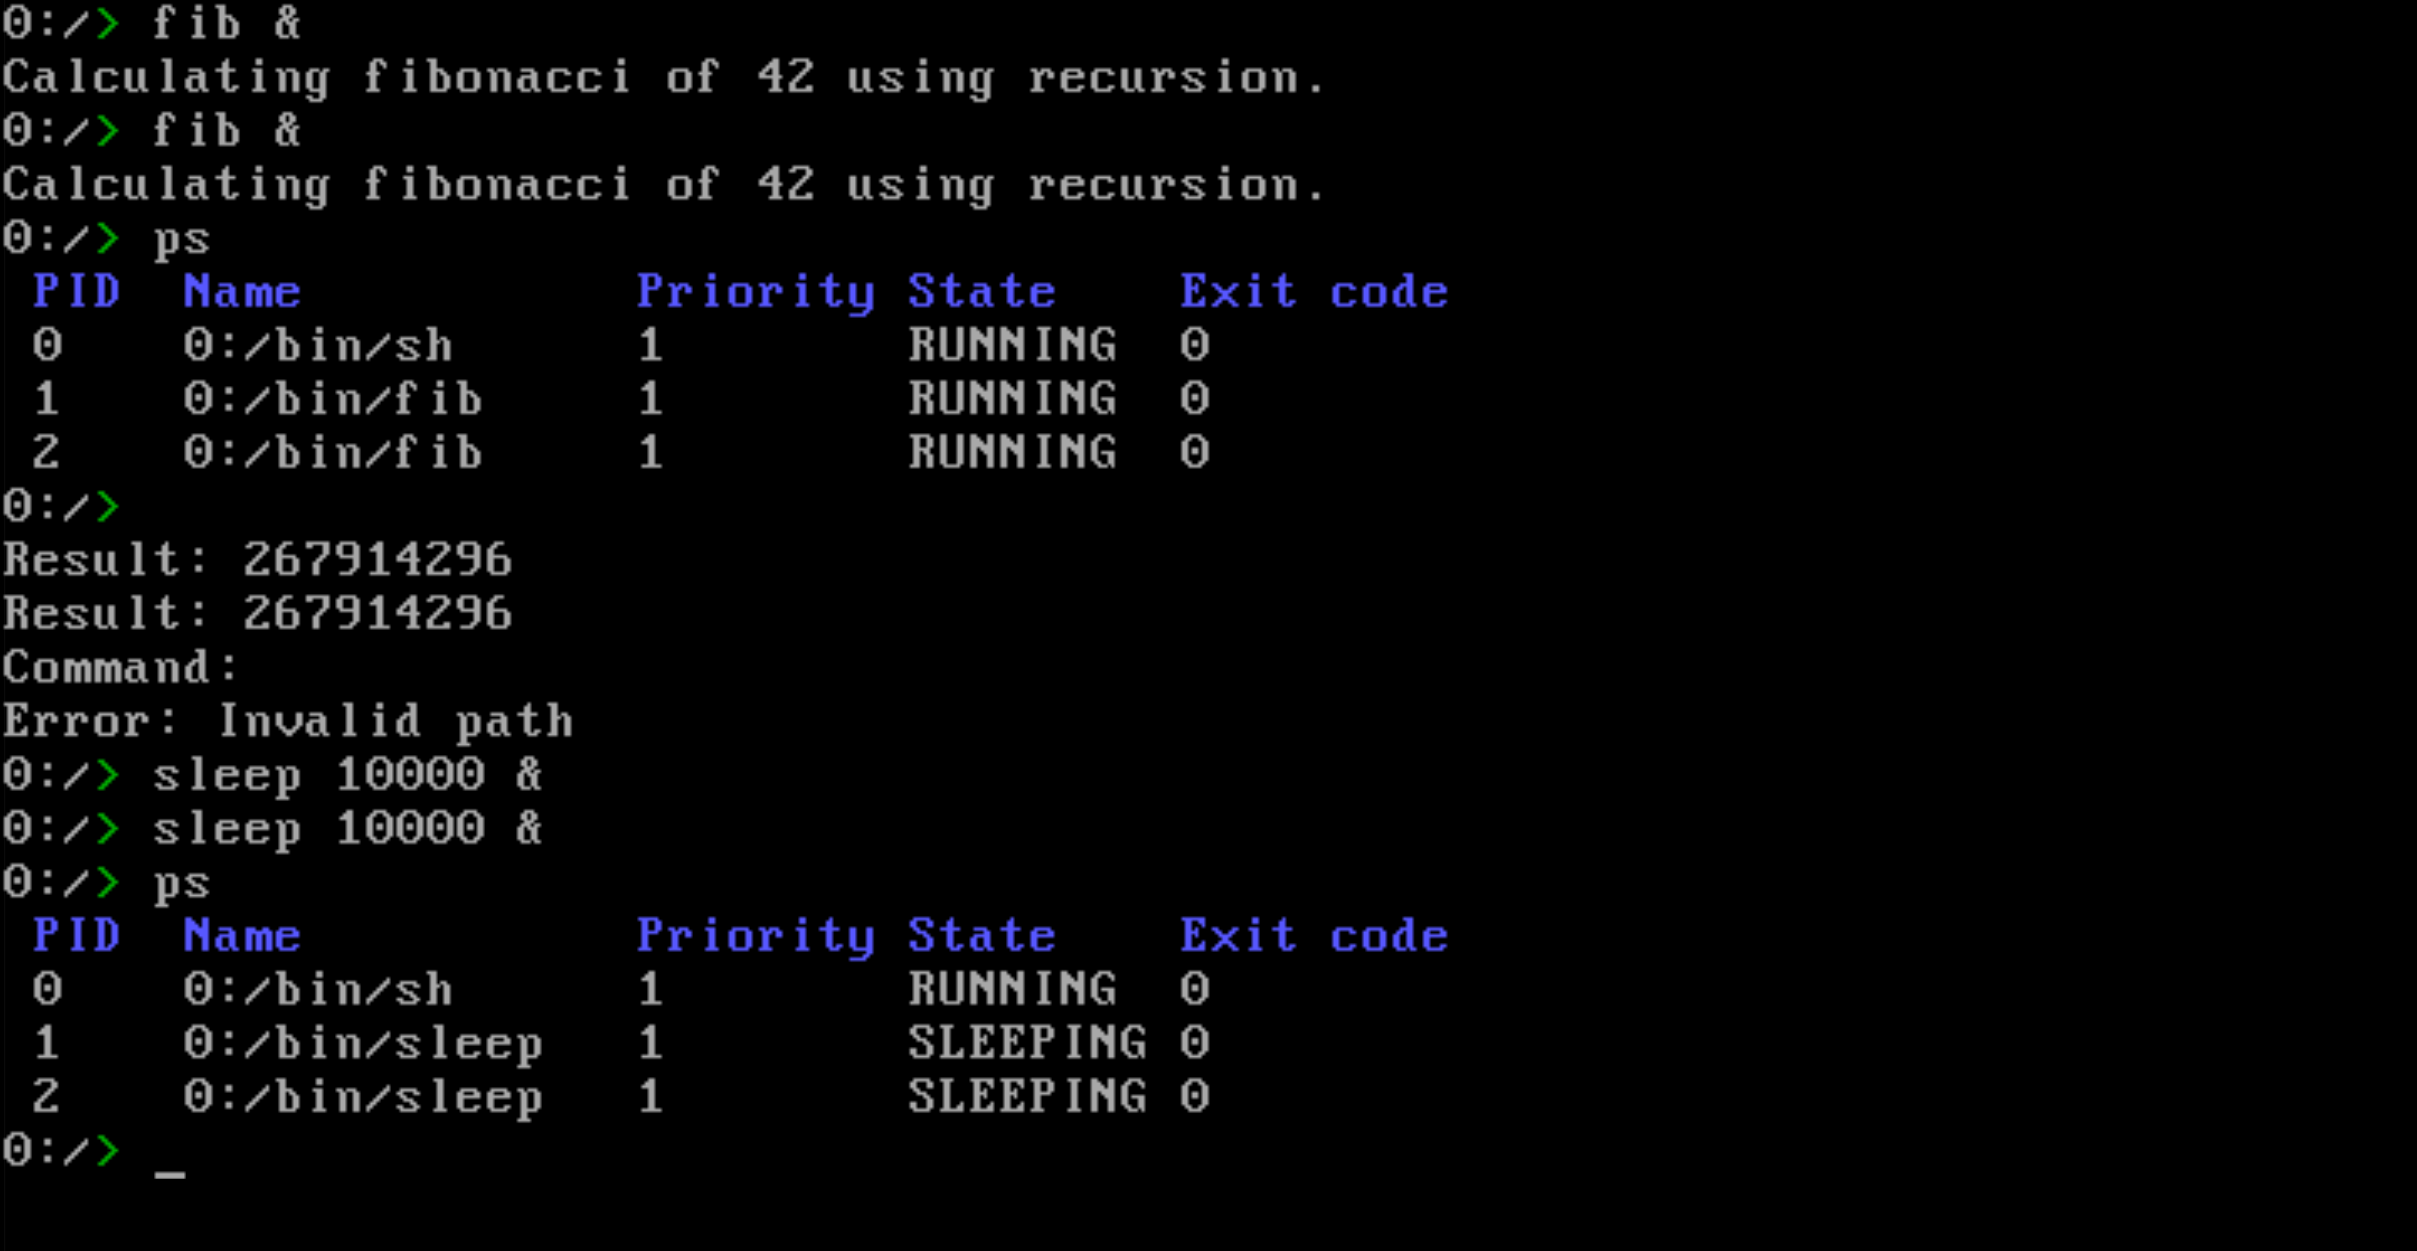 0:/> fib &
Calculating fibonacci of 42 using recursion.
0:/> fib &
Calculating fibonacci of 42 using recursion.
0:/> ps
PID Name Priority State Exit code
0 0:/bin/sh 1 RUNNING 0
1 0:/bin/fib 1 RUNNING 0
2 0:/bin/fib 1 RUNNING 0
0:/>
Result: 267914296
Result: 267914296
Command:
Error: Invalid path
0:/> sleep 10000 &
0:/> sleep 10000 &
0:/> ps
PID Name Priority State Exit code
0 0:/bin/sh 1 RUNNING 0
1 0:/bin/sleep 1 SLEEPING 0
2 0:/bin/sleep 1 SLEEPING 0
0:/> _